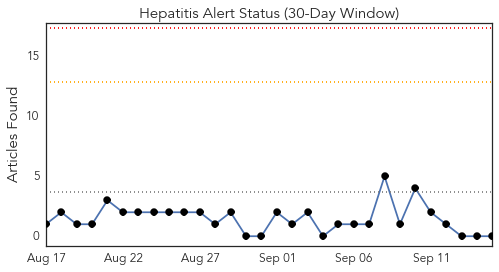 Hepatitis Alert Status (30-Day Window)
Articles Found
15
10
5
0
Aug 17 Aug 22 Aug 27 Sep 01 Sep 06 Sep 11